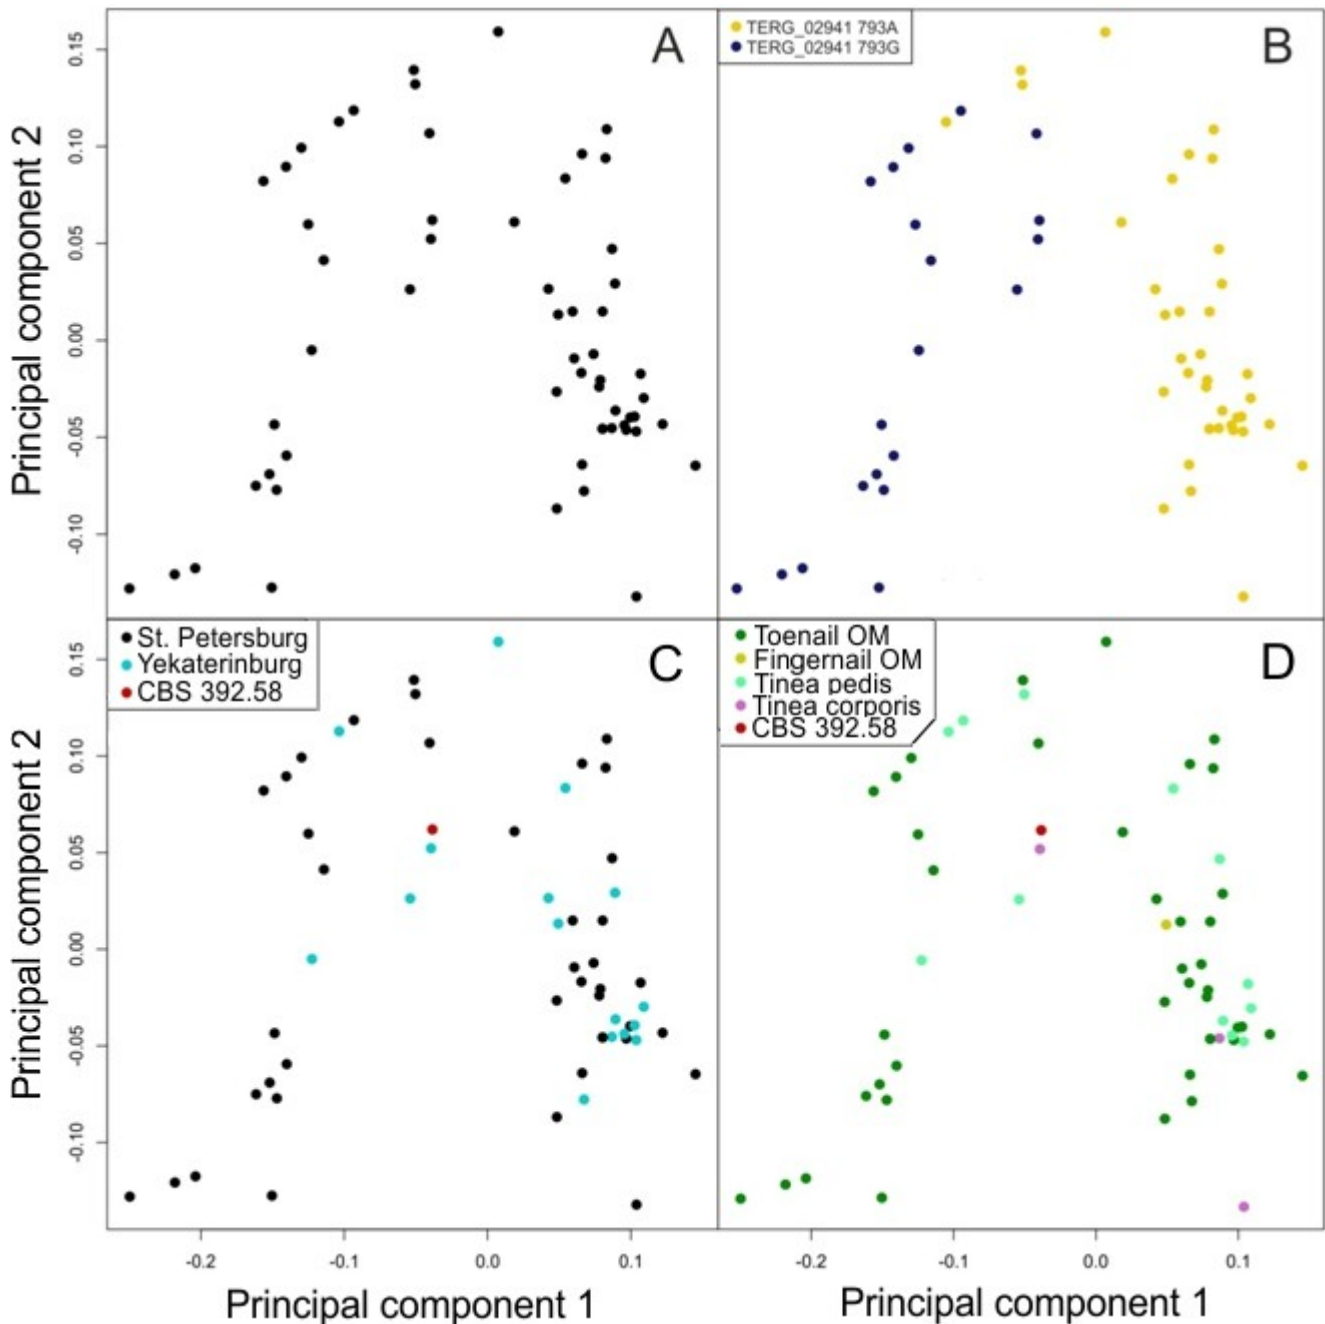 A
TERG_02941 793A
TERG_02941 793G
B
Principal component 2
0.15
0.10
0.05
0.00
-0.05
-0.10
St. Petersburg
Yekaterinburg
CBS 392.58
C
Toenail OM
Fingernail OM
Tinea pedis
Tinea corporis
CBS 392.58
D
Principal component 2
0.15
0.10
0.05
0.00
-0.05
-0.10
-0.2 -0.1 0.0 0.1
-0.2 -0.1 0.0 0.1
Principal component 1
Principal component 1